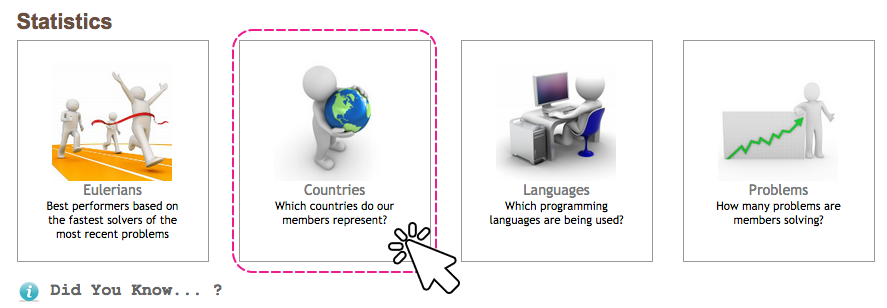 Statistics
Eulerians
Best performers based on
the fastest solvers of the
most recent problems
Countries
Which countries do our
members represent?
Languages
Which programming
languages are being used?
Problems
How many problems are
members solving?
Did You Know... ?